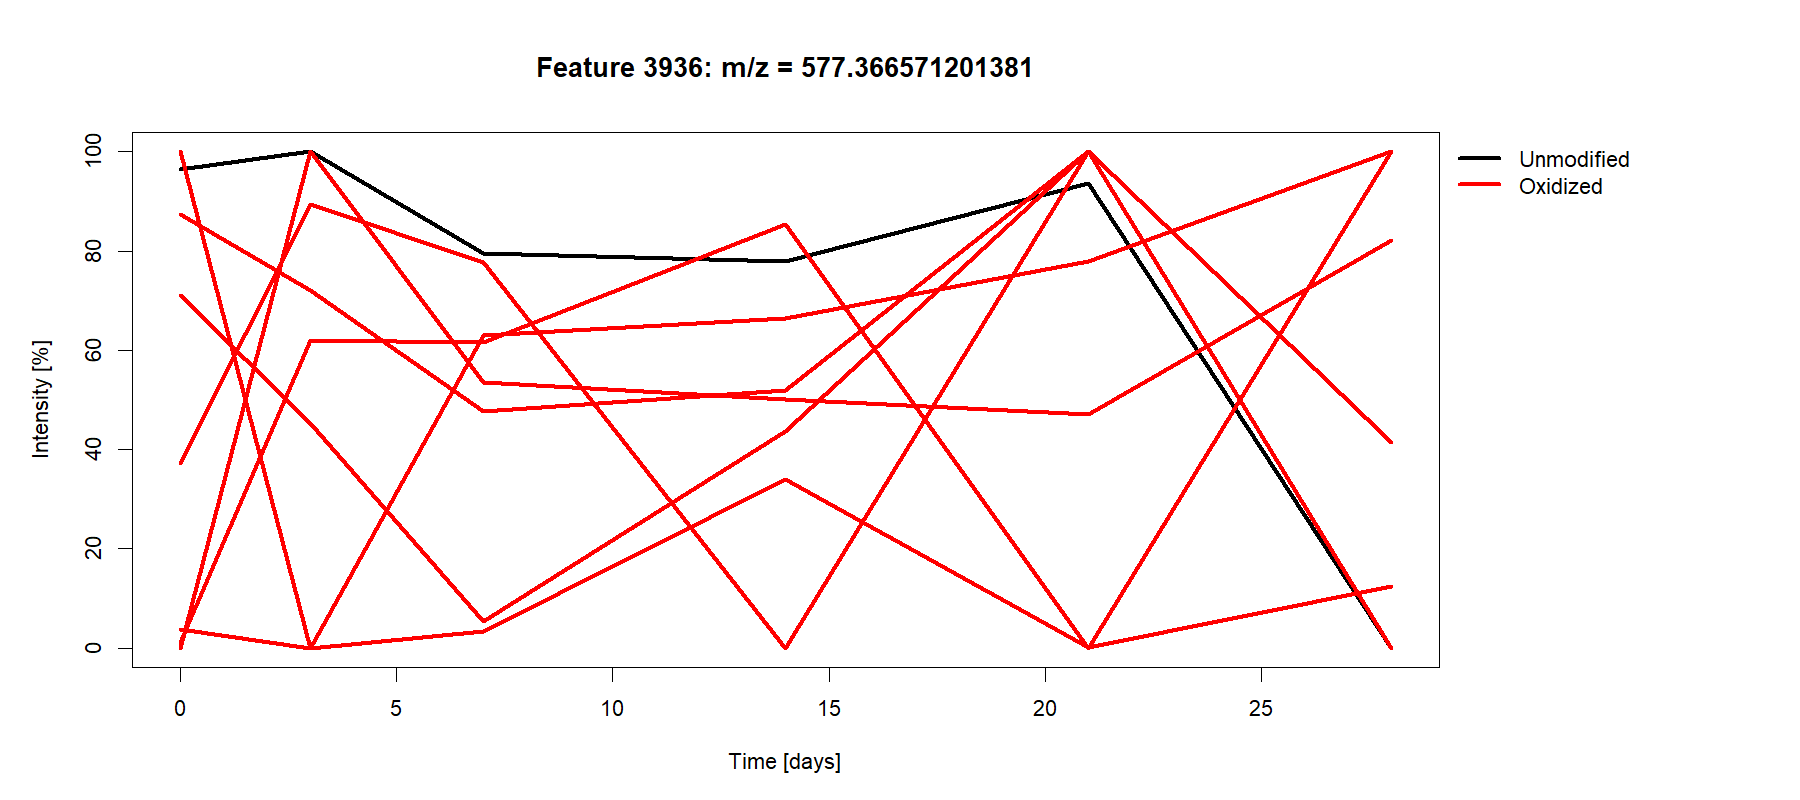 Feature 3936: m/z = 577.366571201381
Unmodified
Oxidized
Intensity [%]
100
80
60
40
20
0
0 5 10 15 20 25
Time [days]